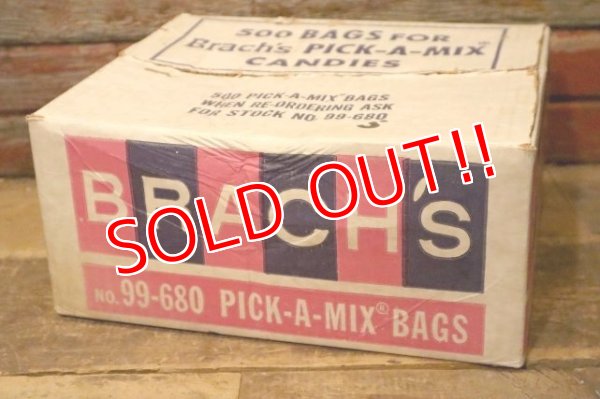 500 BAGS FOR
Brach's PICK-A-MIX®
CANDIES
500 PICK-A-MIX® BAGS
WHEN RE-ORDERING ASK
FOR STOCK NO. 99-680
BRACH'S
SOLD OUT!!
NO. 99-680 PICK-A-MIX® BAGS